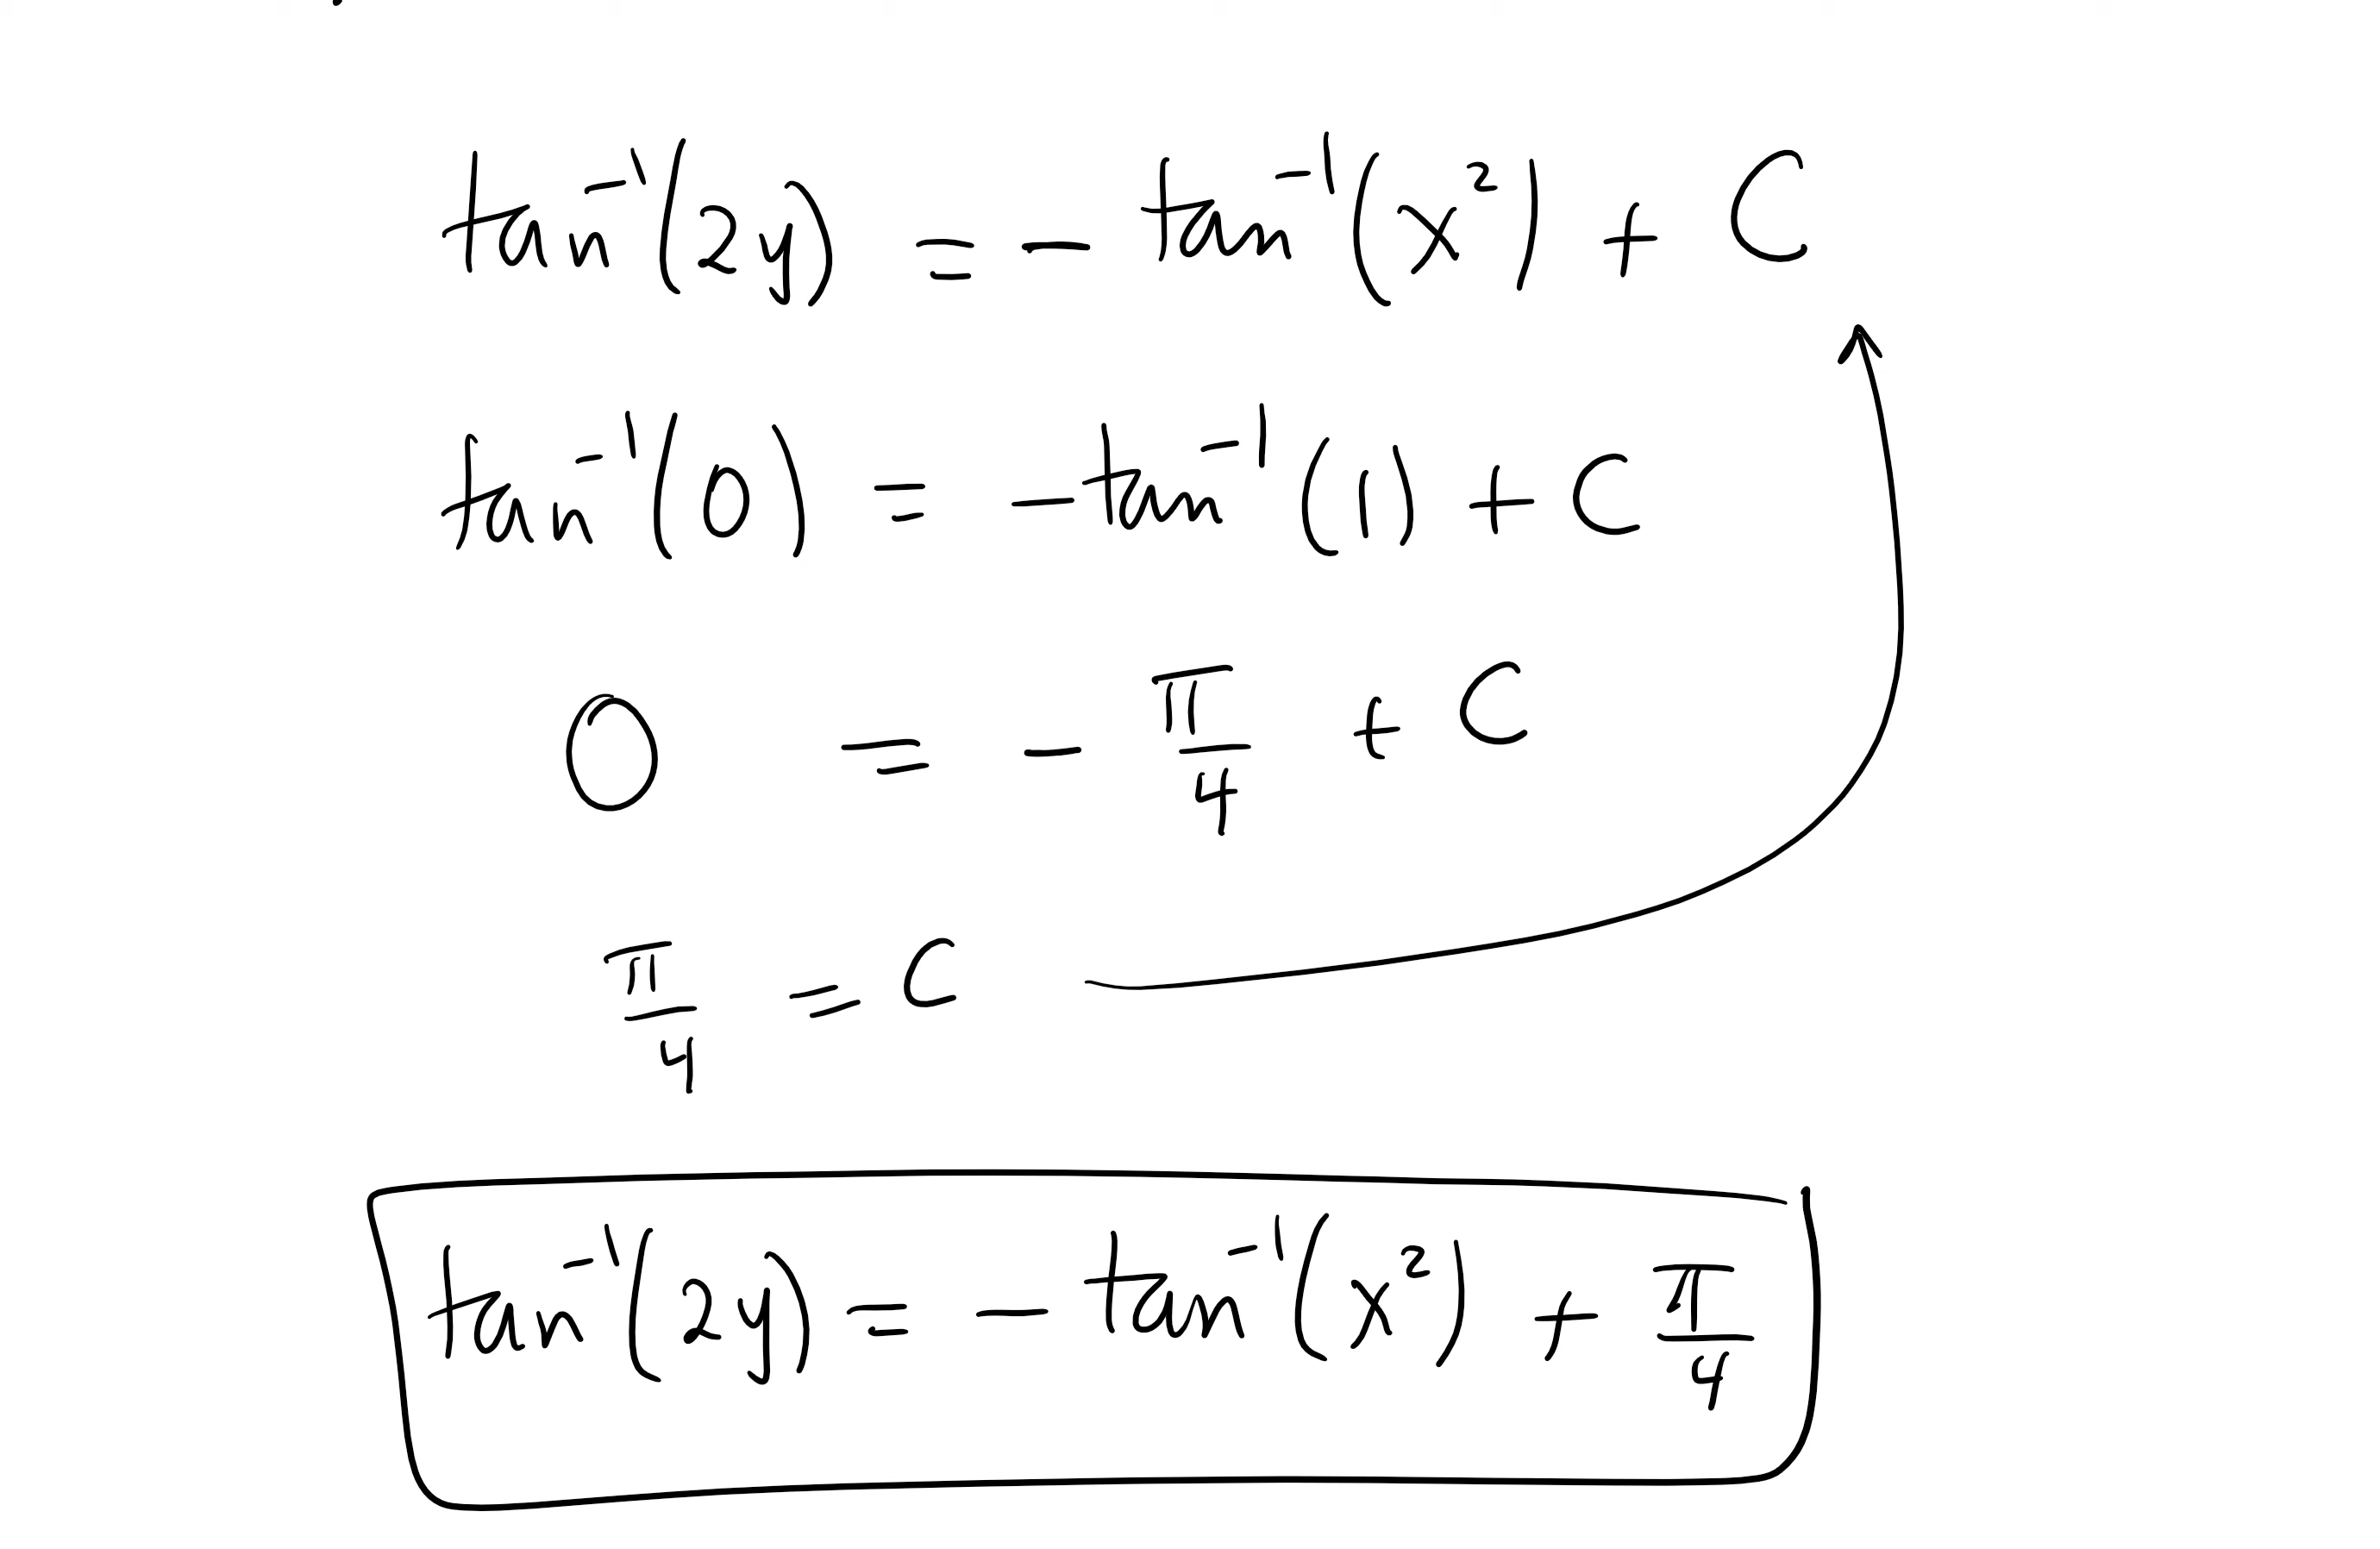 tan⁻¹(2y) = - tan⁻¹(x²) + C
tan⁻¹(0) = - tan⁻¹(1) + C
0 = - π/4 + C
π/4 = C
tan⁻¹(2y) = - tan⁻¹(x²) + π/4